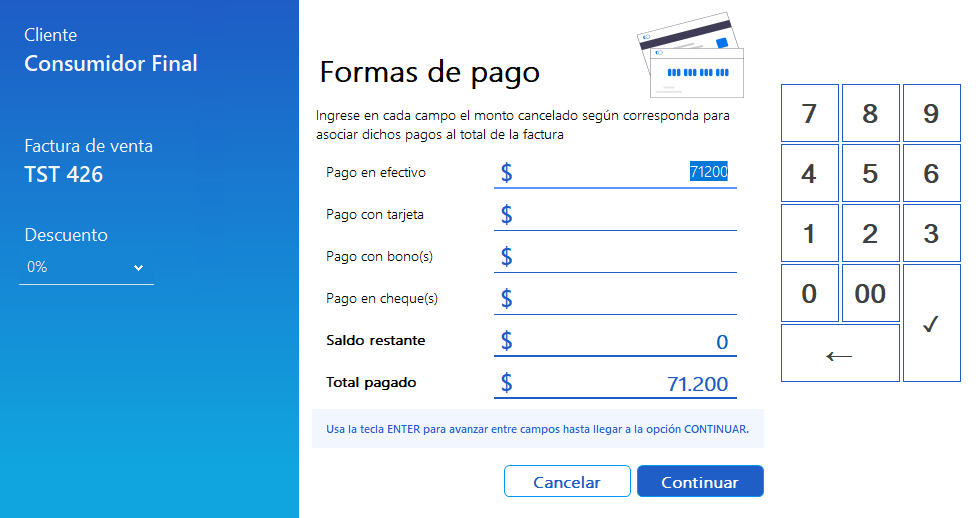 Cliente
Consumidor Final
Factura de venta
TST 426
Descuento
0%
Formas de pago
Ingrese en cada campo el monto cancelado según corresponda para
asociar dichos pagos al total de la factura
Pago en efectivo $ 71200
Pago con tarjeta $
Pago con bono(s) $
Pago en cheque(s) $
Saldo restante $ 0
Total pagado $ 71.200
Usa la tecla ENTER para avanzar entre campos hasta llegar a la opción CONTINUAR.
Cancelar Continuar
7 8 9
4 5 6
1 2 3
0 00 ✓
←